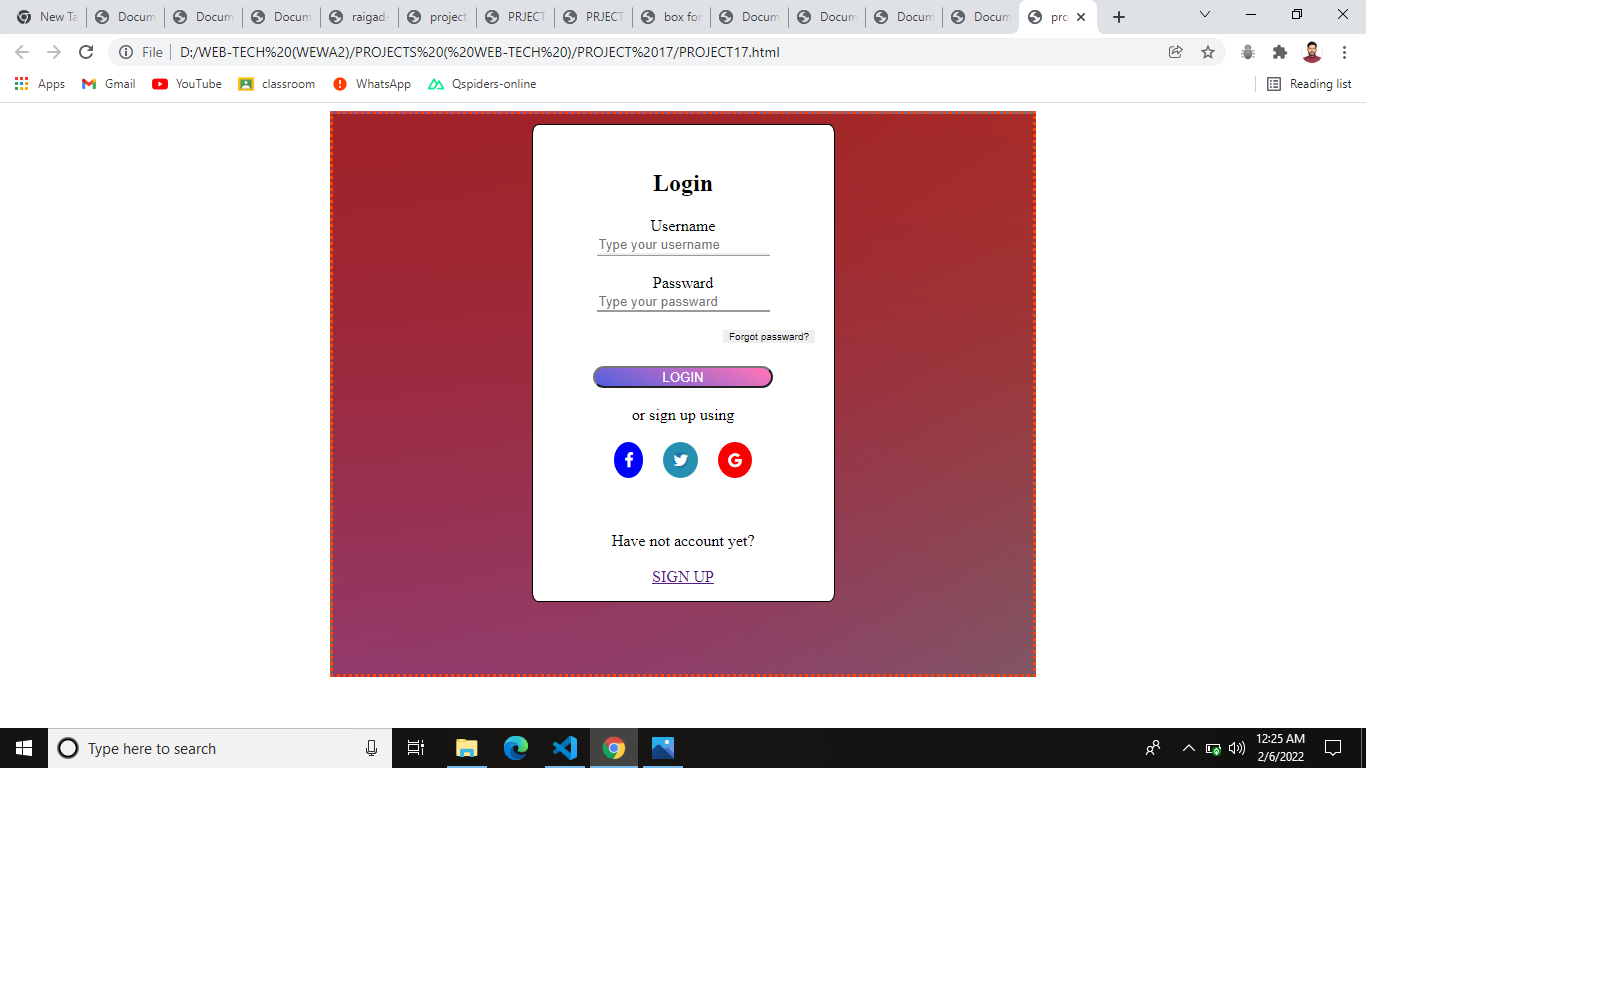 New Ta Docum Docum Docum raigad- project PRJECT PRJECT box for Docum Docum Docum Docum pro
File D:/WEB-TECH%20(WEWA2)/PROJECTS%20(%20WEB-TECH%20)/PROJECT%2017/PROJECT17.html
Apps Gmail YouTube classroom WhatsApp Qspiders-online Reading list
Login
Username
Type your username
Passward
Type your password
Forgot password?
LOGIN
or sign up using
Have not account yet?
SIGN UP
Type here to search
12:25 AM
2/6/2022